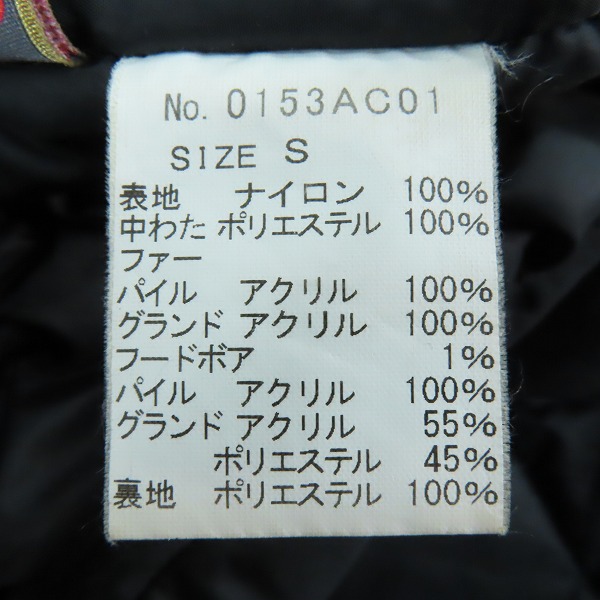 No. 0153AC01
SIZE S
表地 ナイロン 100%
中わた ポリエステル 100%
ファー
パイル アクリル 100%
グランド アクリル 100%
フードボア 1%
パイル アクリル 100%
グランド アクリル 55%
ポリエステル 45%
裏地 ポリエステル 100%